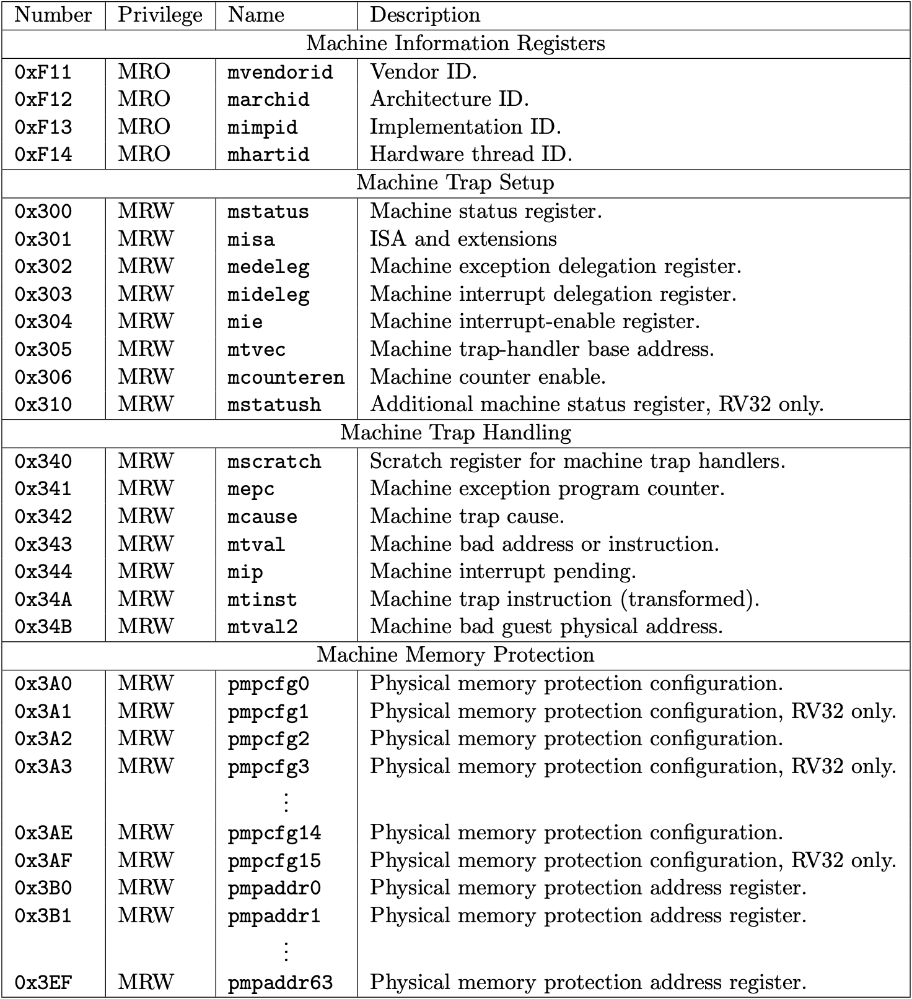 Number Privilege Name Description
Machine Information Registers
0xF11 MRO mvendorid Vendor ID.
0xF12 MRO marchid Architecture ID.
0xF13 MRO mimpid Implementation ID.
0xF14 MRO mhartid Hardware thread ID.
Machine Trap Setup
0x300 MRW mstatus Machine status register.
0x301 MRW misa ISA and extensions
0x302 MRW medeleg Machine exception delegation register.
0x303 MRW mideleg Machine interrupt delegation register.
0x304 MRW mie Machine interrupt-enable register.
0x305 MRW mtvec Machine trap-handler base address.
0x306 MRW mcounteren Machine counter enable.
0x310 MRW mstatush Additional machine status register, RV32 only.
Machine Trap Handling
0x340 MRW mscratch Scratch register for machine trap handlers.
0x341 MRW mepc Machine exception program counter.
0x342 MRW mcause Machine trap cause.
0x343 MRW mtval Machine bad address or instruction.
0x344 MRW mip Machine interrupt pending.
0x34A MRW mtinst Machine trap instruction (transformed).
0x34B MRW mtval2 Machine bad guest physical address.
Machine Memory Protection
0x3A0 MRW pmpcfg0 Physical memory protection configuration.
0x3A1 MRW pmpcfg1 Physical memory protection configuration, RV32 only.
0x3A2 MRW pmpcfg2 Physical memory protection configuration.
0x3A3 MRW pmpcfg3 Physical memory protection configuration, RV32 only.
⋮
0x3AE MRW pmpcfg14 Physical memory protection configuration.
0x3AF MRW pmpcfg15 Physical memory protection configuration, RV32 only.
0x3B0 MRW pmpaddr0 Physical memory protection address register.
0x3B1 MRW pmpaddr1 Physical memory protection address register.
⋮
0x3EF MRW pmpaddr63 Physical memory protection address register.